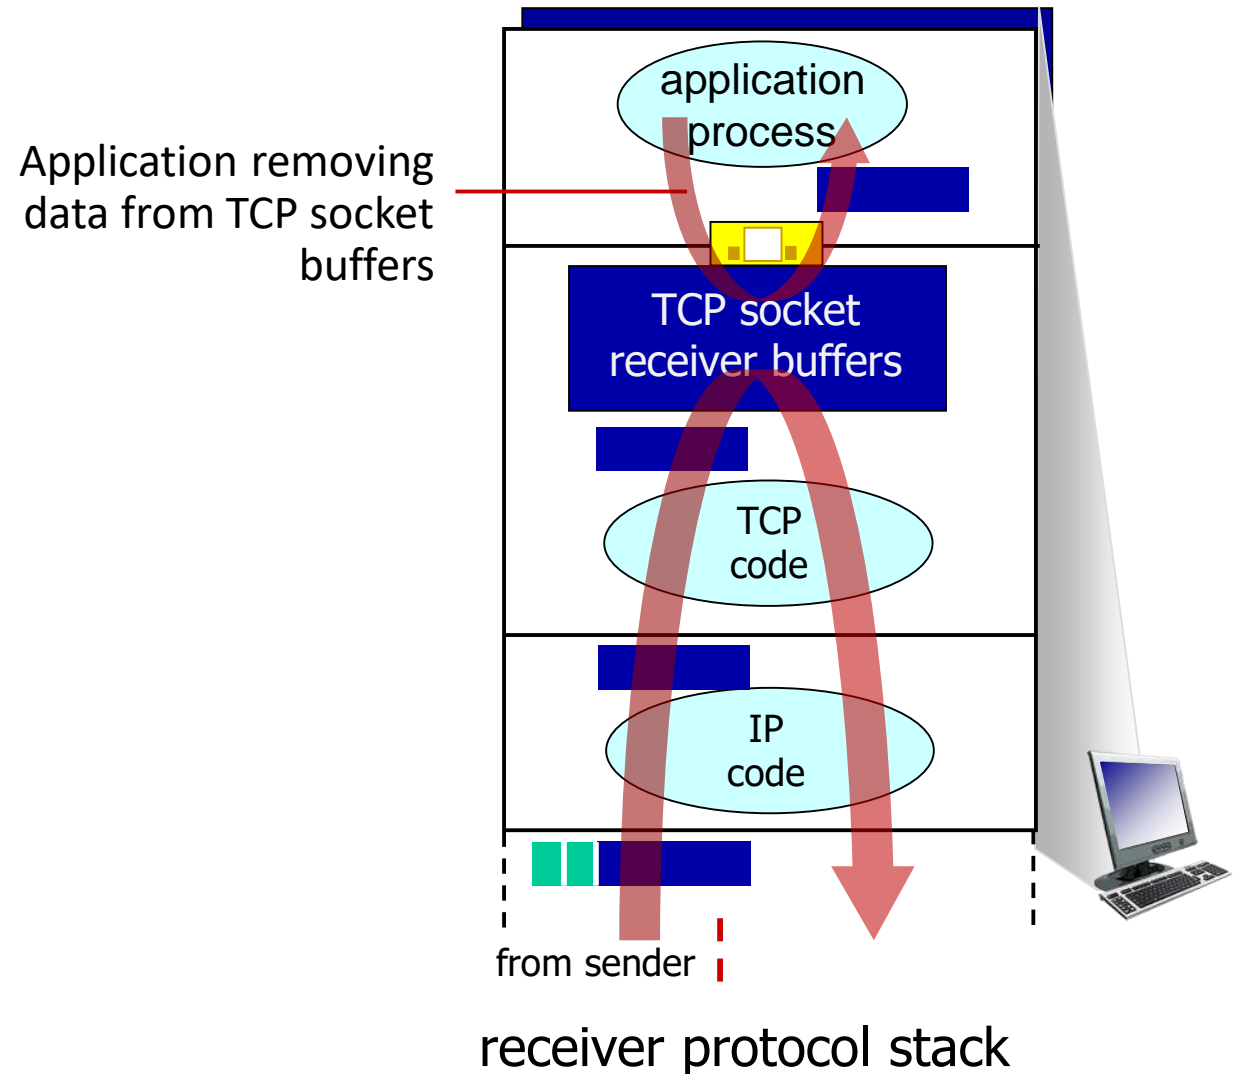 application
process
Application removing
data from TCP socket
buffers
TCP socket
receiver buffers
TCP
code
IP
code
from sender
receiver protocol stack